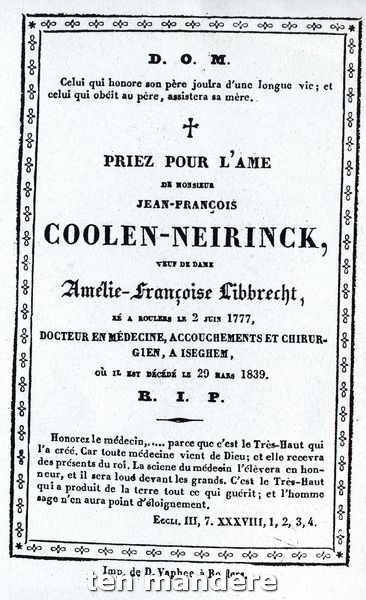 D. O. M.
Celui qui honore son père jouira d'une longue vie; et
celui qui obéit au père, assistera sa mère.
PRIEZ POUR L'AME
DE MONSIEUR
JEAN-FRANÇOIS
COOLEN-NEIRINCK,
VEUF DE DAME
Amélie-Françoise Libbrecht,
NÉ A ROULERS LE 2 JUIN 1777,
DOCTEUR EN MÉDECINE, ACCOUCHEMENTS ET CHIRUR-
GIEN, A ISEGHEM,
OÙ IL EST DÉCÉDÉ LE 29 MARS 1839.
R. I. P.
Honorez le médecin,..... parce que c'est le Très-Haut qui
l'a créé. Car toute médecine vient de Dieu; et elle recevra
des présents du roi. La sciene du médecin l'élèvera en hon-
neur, et il sera loué devant les grands. C'est le Très-Haut
qui a produit de la terre tout ce qui guérit; et l'homme
sage n'en aura point d'éloignement.
ECCLI. III, 7. XXXVIII, 1, 2, 3, 4.
Imp. de D. Vanhee à
ten mandere